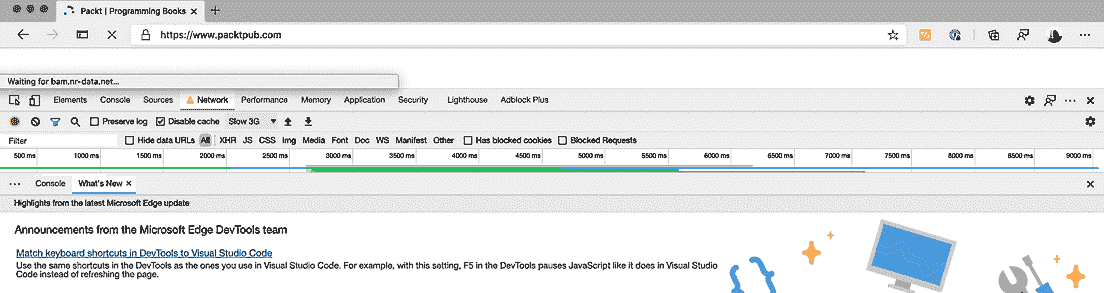 Packt | Programming Books
https://www.packtpub.com
Waiting for bam.nr-data.net...
Elements Console Sources Network Performance Memory Application Security Lighthouse Adblock Plus
Preserve log Disable cache Slow 3G
Filter Hide data URLs All XHR JS CSS Img Media Font Doc WS Manifest Other Has blocked cookies Blocked Requests
500 ms 1000 ms 1500 ms 2000 ms 2500 ms 3000 ms 3500 ms 4000 ms 4500 ms 5000 ms 5500 ms 6000 ms 6500 ms 7000 ms 7500 ms 8000 ms 8500 ms 9000 ms
Console What's New
Highlights from the latest Microsoft Edge update
Announcements from the Microsoft Edge DevTools team
Match keyboard shortcuts in DevTools to Visual Studio Code
Use the same shortcuts in the DevTools as the ones you use in Visual Studio Code. For example, with this setting, F5 in the DevTools pauses JavaScript like it does in Visual Studio
Code instead of refreshing the page.